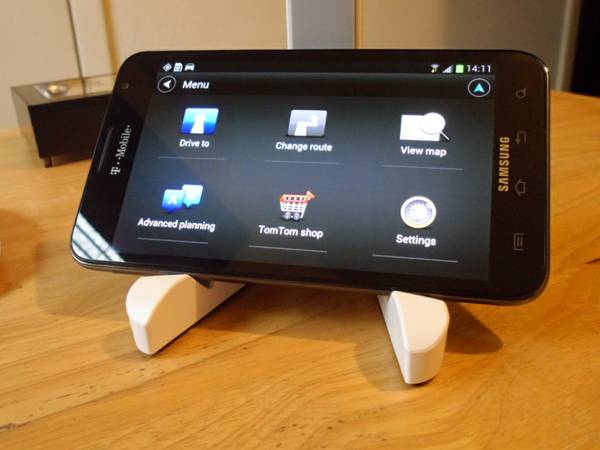 14:11
Menu
Drive to
Change route
View map
Advanced planning
TomTom shop
Settings
T··Mobile·
SAMSUNG